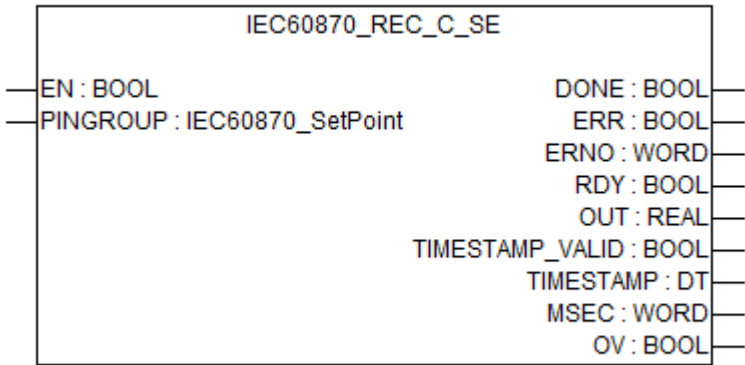 IEC60870_REC_C_SE
EN : BOOL DONE : BOOL
PINGROUP : IEC60870_SetPoint ERR : BOOL
ERNO : WORD
RDY : BOOL
OUT : REAL
TIMESTAMP_VALID : BOOL
TIMESTAMP : DT
MSEC : WORD
OV : BOOL